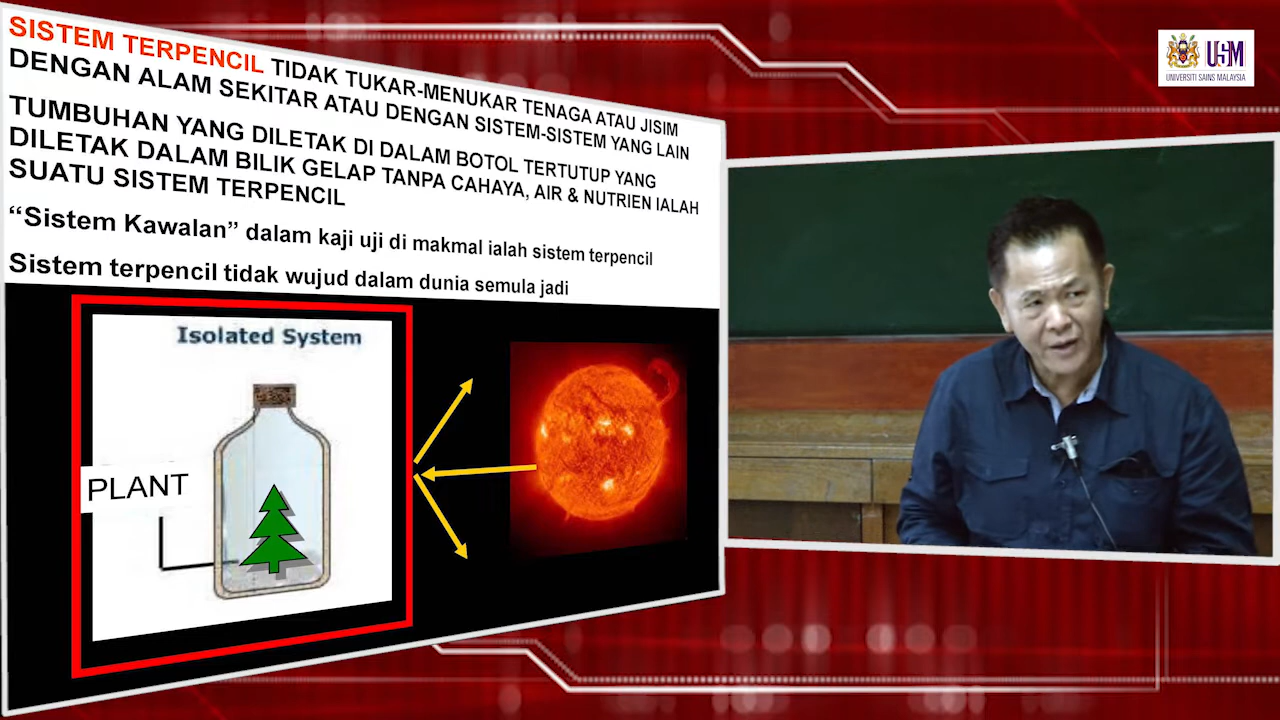 SISTEM TERPENCIL TIDAK TUKAR-MENUKAR TENAGA ATAU JISIM
DENGAN ALAM SEKITAR ATAU DENGAN SISTEM-SISTEM YANG LAIN
TUMBUHAN YANG DILETAK DI DALAM BOTOL TERTUTUP YANG
DILETAK DALAM BILIK GELAP TANPA CAHAYA, AIR & NUTRIEN IALAH
SUATU SISTEM TERPENCIL
“Sistem Kawalan” dalam kaji uji di makmal ialah sistem terpencil
Sistem terpencil tidak wujud dalam dunia semula jadi
Isolated System
PLANT
USM
UNIVERSITI SAINS MALAYSIA